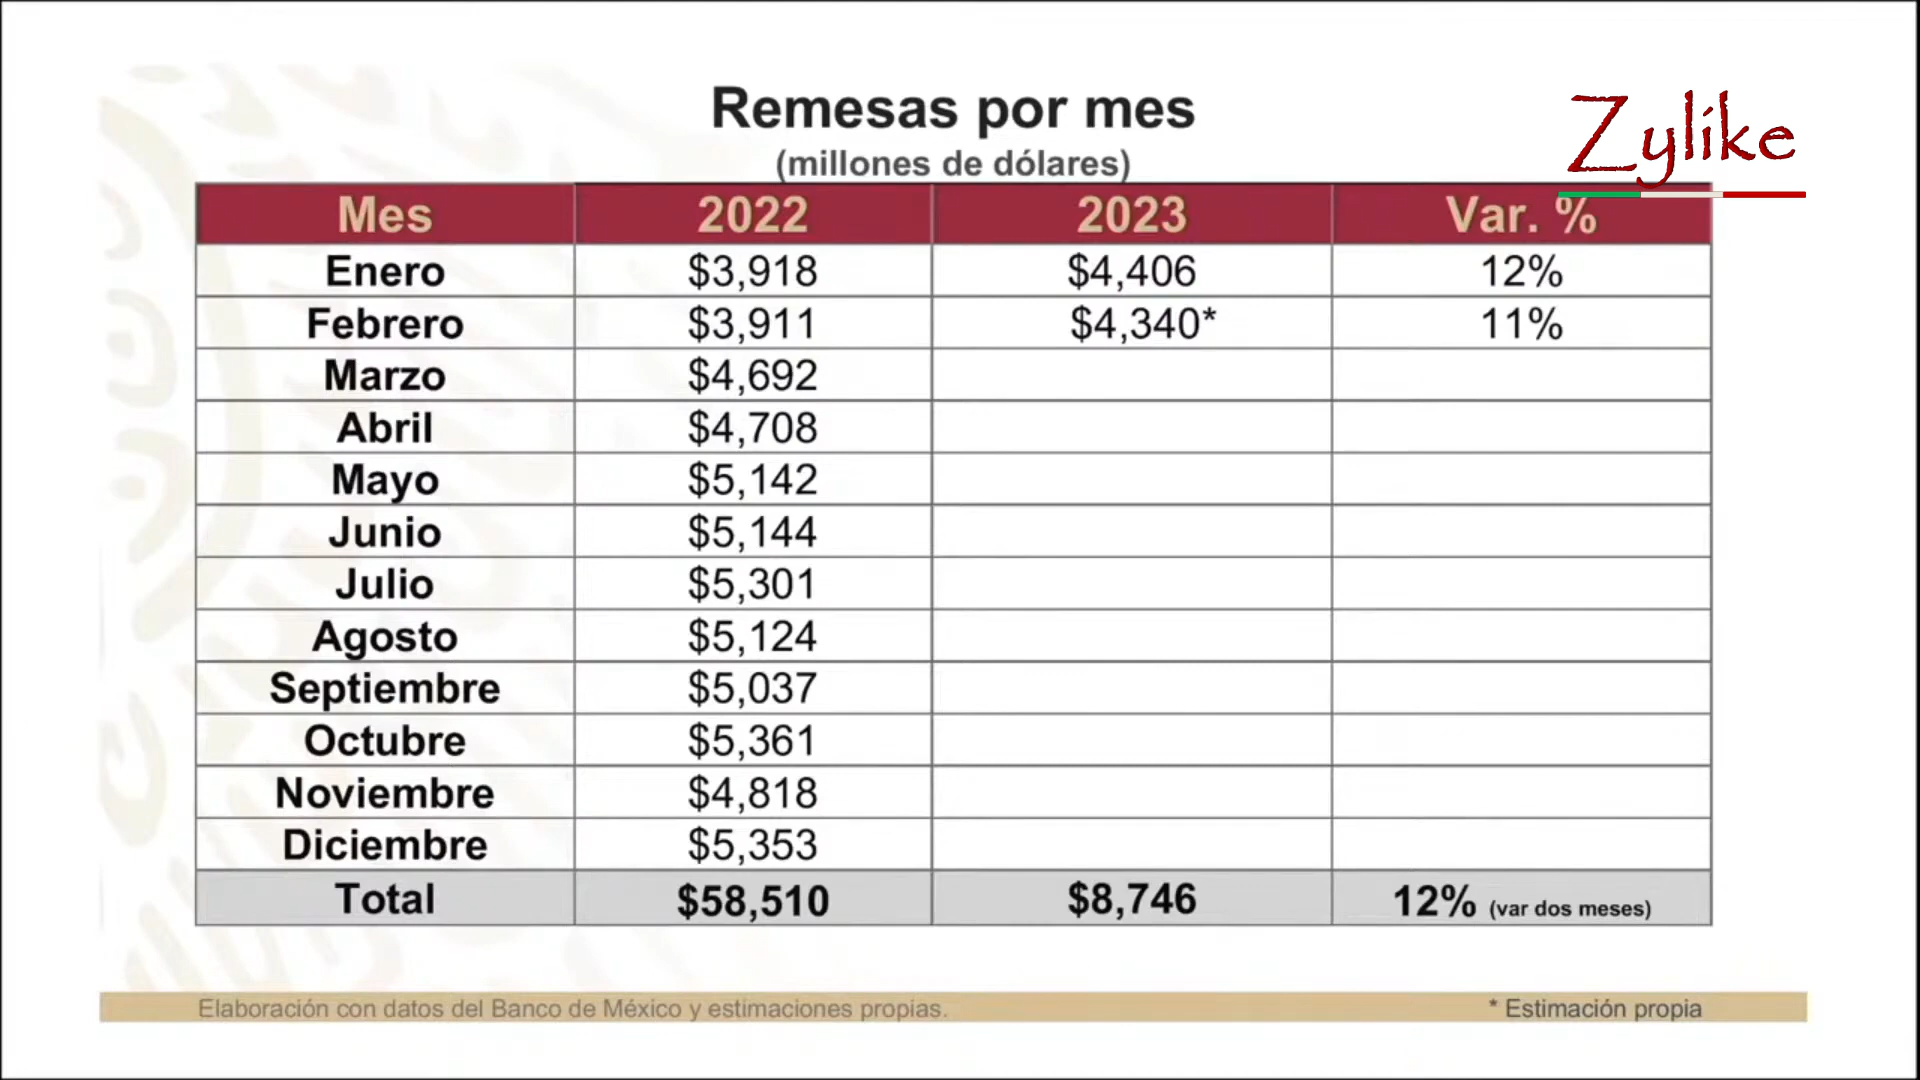 Remesas por mes
(millones de dólares)
Zylike
Mes 2022 2023 Var. %
Enero $3,918 $4,406 12%
Febrero $3,911 $4,340* 11%
Marzo $4,692
Abril $4,708
Mayo $5,142
Junio $5,144
Julio $5,301
Agosto $5,124
Septiembre $5,037
Octubre $5,361
Noviembre $4,818
Diciembre $5,353
Total $58,510 $8,746 12% (var dos meses)
Elaboración con datos del Banco de México y estimaciones propias. * Estimación propia